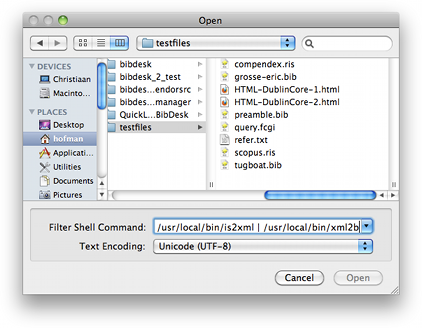 Open
testfiles
DEVICES
Christiaan
Macinto...
PLACES
Desktop
hofman
Applicati...
Utilities
Documents
Pictures
bibdesk
bibdesk_2_test
bibdes...endorsrc
bibdes...manager
QuickL...BibDesk
testfiles
compendex.ris
grosse-eric.bib
HTML-DublinCore-1.html
HTML-DublinCore-2.html
preamble.bib
query.fcgi
refer.txt
scopus.ris
tugboat.bib
Filter Shell Command: /usr/local/bin/is2xml | /usr/local/bin/xml2b
Text Encoding: Unicode (UTF-8)
Cancel Open